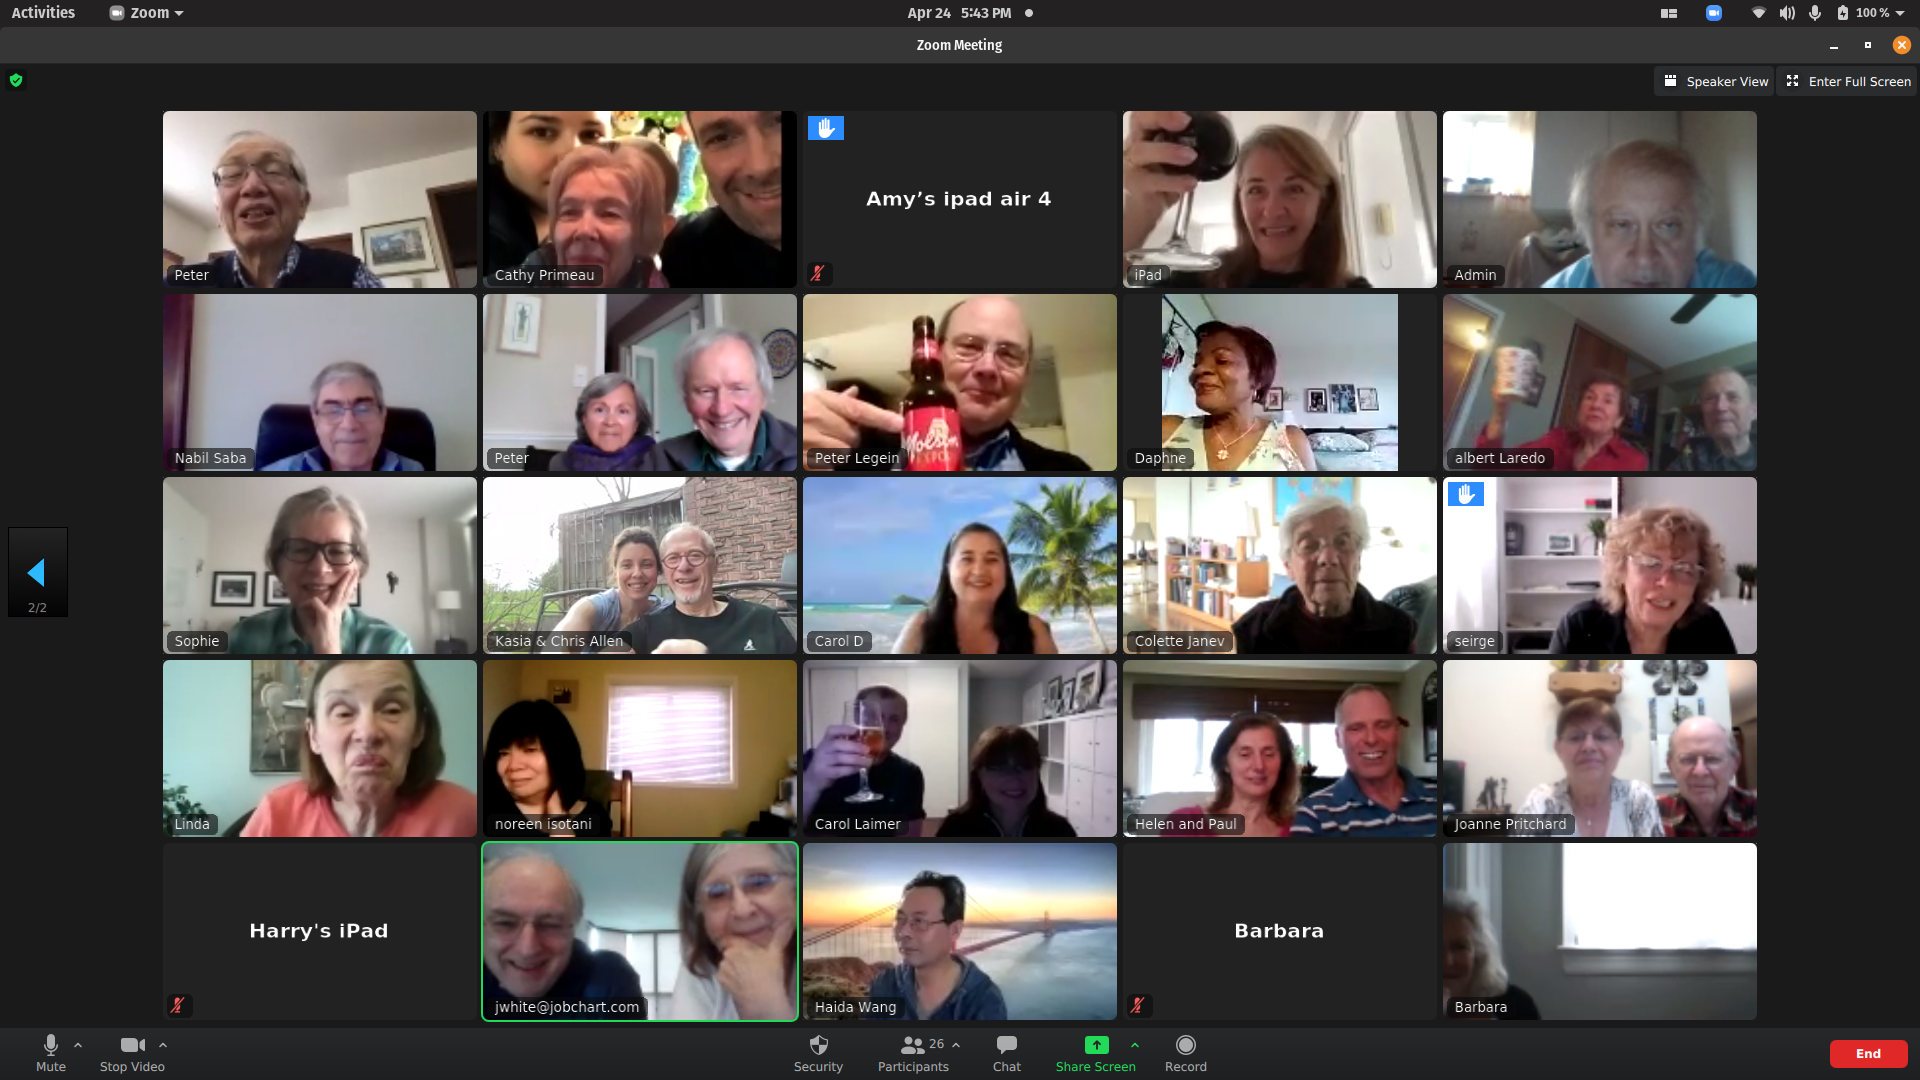 Activities Zoom Apr 24 5:43 PM 100 %
Zoom Meeting
Speaker View Enter Full Screen
Peter
Cathy Primeau
Amy’s ipad air 4
iPad
Admin
Nabil Saba
Peter
Peter Legein
Molson
Daphne
albert Laredo
Sophie
Kasia & Chris Allen
Carol D
Colette Janev
seirge
2/2
Linda
noreen isotani
Carol Laimer
Helen and Paul
Joanne Pritchard
Harry's iPad
jwhite@jobchart.com
Haida Wang
Barbara
Barbara
Mute
Stop Video
Security
Participants 26
Chat
Share Screen
Record
End